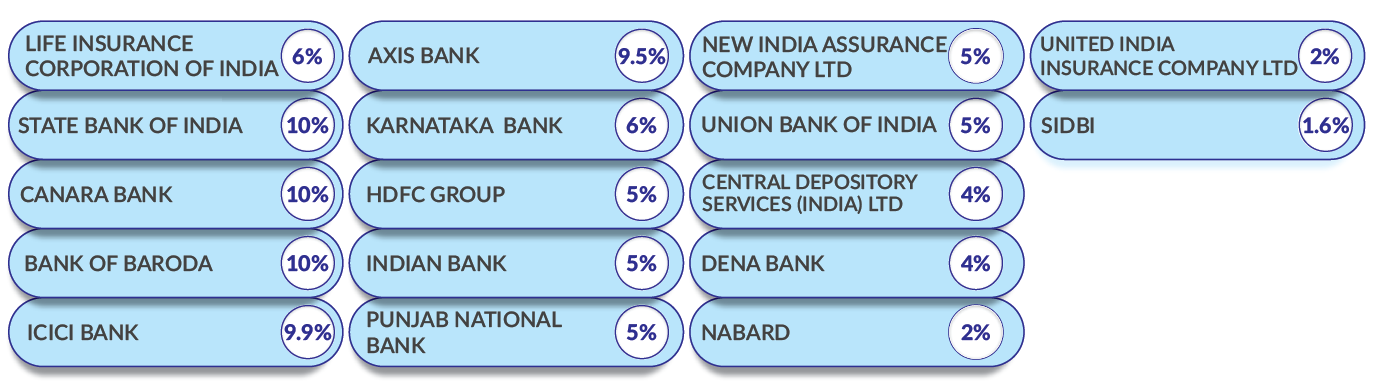 LIFE INSURANCE
CORPORATION OF INDIA 6%
STATE BANK OF INDIA 10%
CANARA BANK 10%
BANK OF BARODA 10%
ICICI BANK 9.9%
AXIS BANK 9.5%
KARNATAKA BANK 6%
HDFC GROUP 5%
INDIAN BANK 5%
PUNJAB NATIONAL
BANK 5%
NEW INDIA ASSURANCE
COMPANY LTD 5%
UNION BANK OF INDIA 5%
CENTRAL DEPOSITORY
SERVICES (INDIA) LTD 4%
DENA BANK 4%
NABARD 2%
UNITED INDIA
INSURANCE COMPANY LTD 2%
SIDBI 1.6%